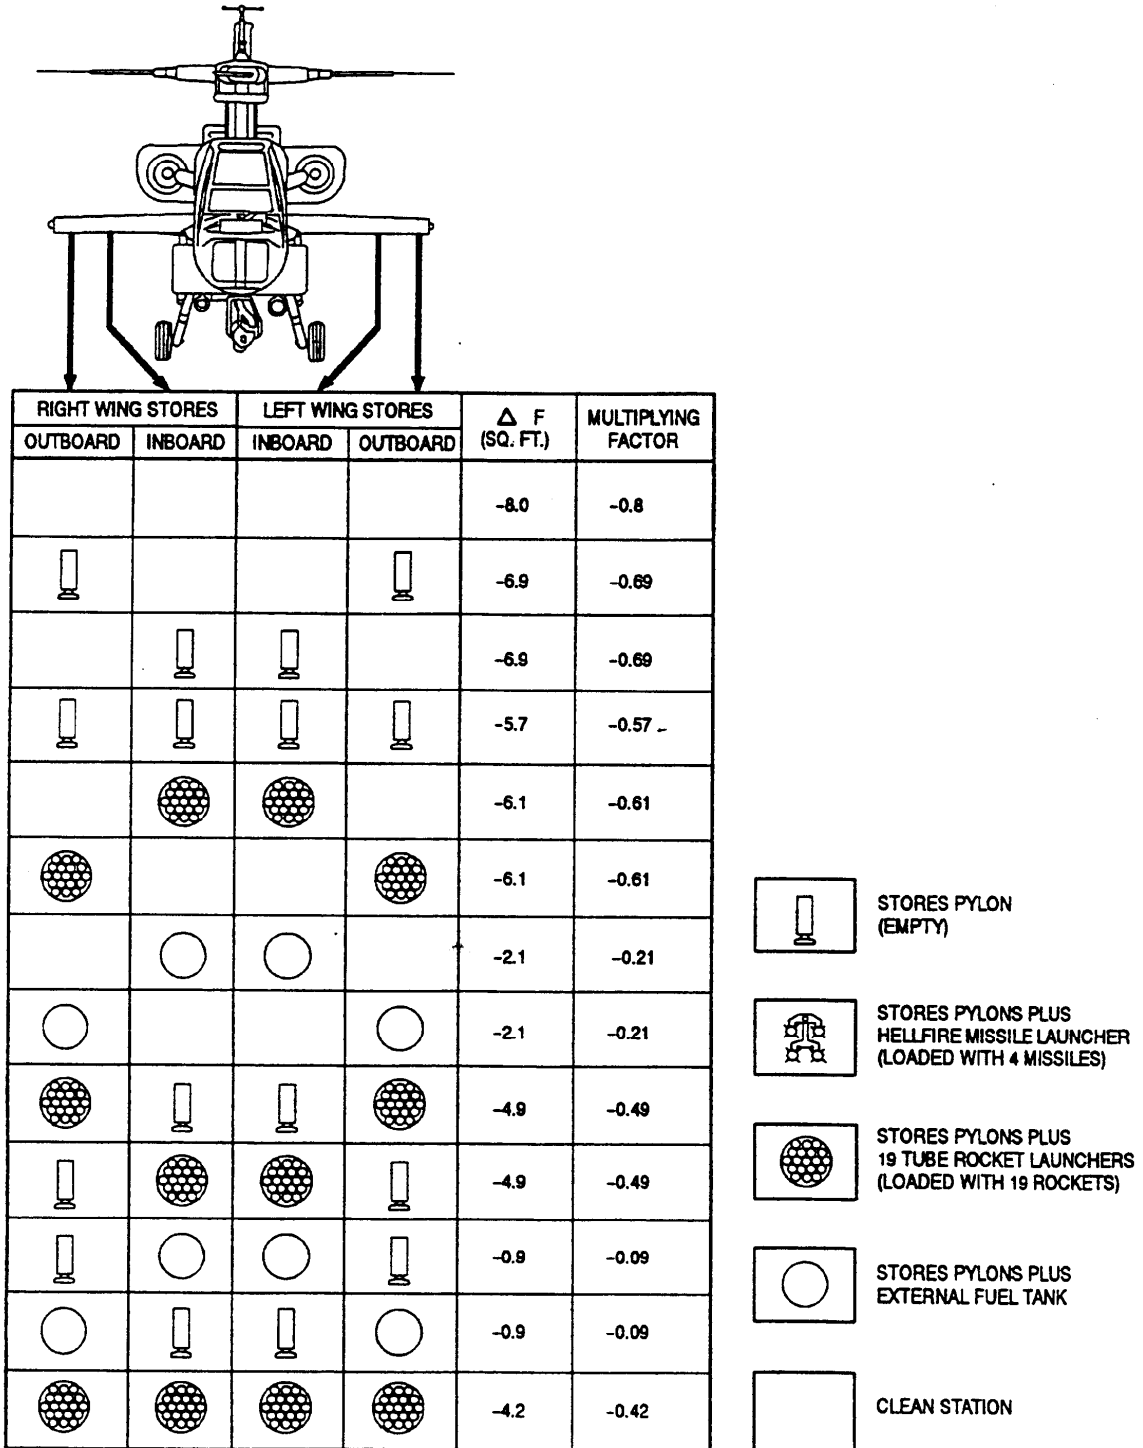 RIGHT WING STORES LEFT WING STORES △ F (SQ. FT.) MULTIPLYING FACTOR
OUTBOARD INBOARD INBOARD OUTBOARD
-8.0 -0.8
-6.9 -0.69
-6.9 -0.69
-5.7 -0.57
-6.1 -0.61
-6.1 -0.61
-2.1 -0.21
-2.1 -0.21
-4.9 -0.49
-4.9 -0.49
-0.9 -0.09
-0.9 -0.09
-4.2 -0.42
STORES PYLON
(EMPTY)
STORES PYLONS PLUS
HELLFIRE MISSILE LAUNCHER
(LOADED WITH 4 MISSILES)
STORES PYLONS PLUS
19 TUBE ROCKET LAUNCHERS
(LOADED WITH 19 ROCKETS)
STORES PYLONS PLUS
EXTERNAL FUEL TANK
CLEAN STATION